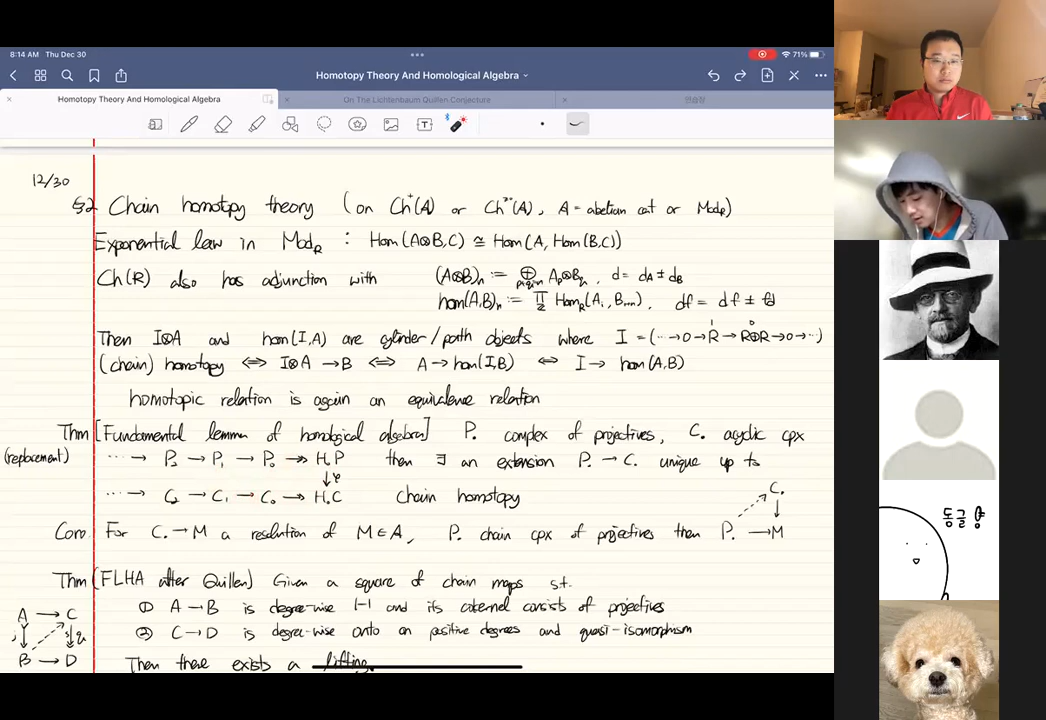 8:14 AM Thu Dec 30
71%
Homotopy Theory And Homological Algebra
Homotopy Theory And Homological Algebra
On The Lichtenbaum Quillen Conjecture
연습장
12/30
§2 Chain homotopy theory (on Ch⁺(A) or Ch≥⁰(A), A = abelian cat or Mod_R)
Exponential law in Mod_R : Hom(A⊗B,C) ≅ Hom(A, Hom(B,C))
Ch(R) also has adjunction with (A⊗B)_n := ⊕_{p+q=n} A_p⊗B_q, d = d_A ± d_B
hom(A,B)_n := ∏ Hom_R(A_i, B_{i+n}), df = df ± fd
Then I⊗A and hom(I,A) are cylinder/path objects where I = (⋯→0→R→R⊕R→0→⋯)
1 0
(chain) homotopy ⇔ I⊗A → B ⇔ A → hom(I,B) ⇔ I → hom(A,B)
homotopic relation is again an equivalence relation
Thm [Fundamental lemma of homological algebra] P. complex of projectives, C. acyclic cpx
(replacement) ⋯ → P₂ → P₁ → P₀ ↠ H₀P then ∃ an extension P. → C. unique up to
↓φ
⋯ → C₂ → C₁ → C₀ → H₀C chain homotopy
C.
Coro For C. → M a resolution of M ∈ A, P. chain cpx of projectives then P. → M
Thm (FLHA after Quillen) Given a square of chain maps s.t.
A → C ① A → B is degree-wise 1-1 and its cokernel consists of projectives
② C → D is degree-wise onto on positive degrees and quasi-isomorphism
B → D Then there exists a lifting.
동글양